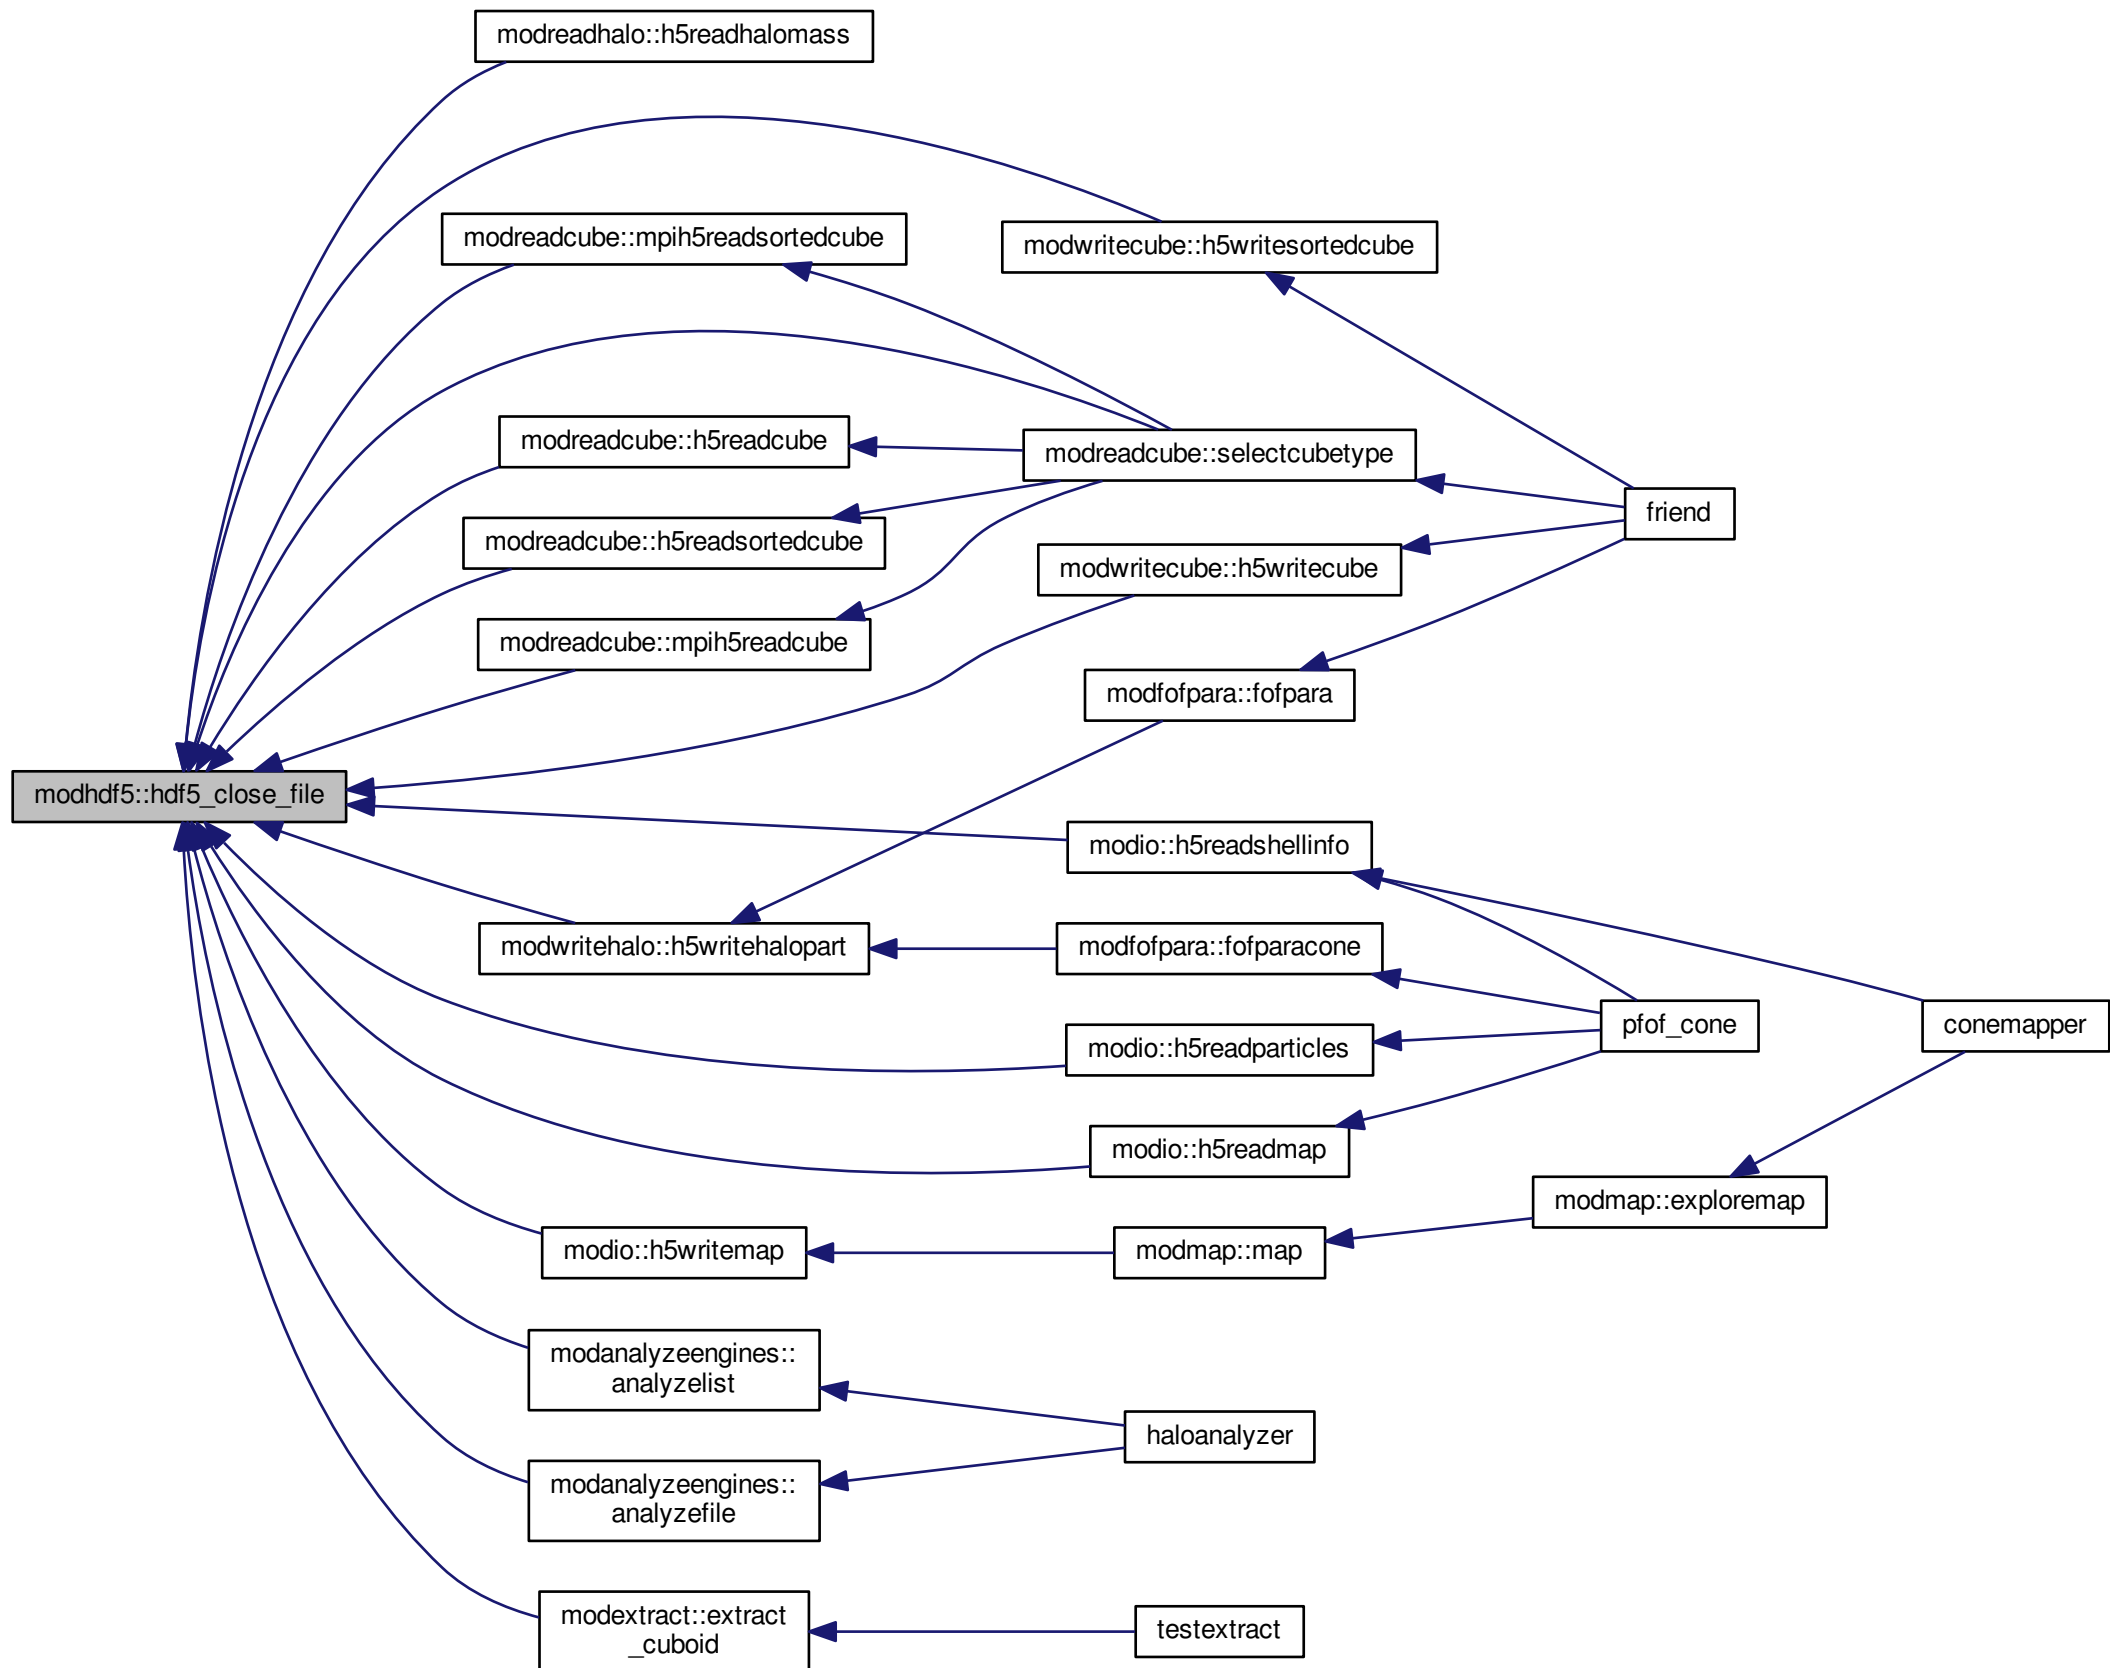 modreadhalo::h5readhalomass
modreadcube::mpih5readsortedcube
modwritecube::h5writesortedcube
modreadcube::h5readcube
modreadcube::selectcubetype
friend
modreadcube::h5readsortedcube
modwritecube::h5writecube
modreadcube::mpih5readcube
modfofpara::fofpara
modhdf5::hdf5_close_file
modio::h5readshellinfo
modwritehalo::h5writehalopart
modfofpara::fofparacone
pfof_cone
conemapper
modio::h5readparticles
modio::h5readmap
modmap::exploremap
modio::h5writemap
modmap::map
modanalyzeengines::
analyzelist
haloanalyzer
modanalyzeengines::
analyzefile
modextract::extract
_cuboid
testextract